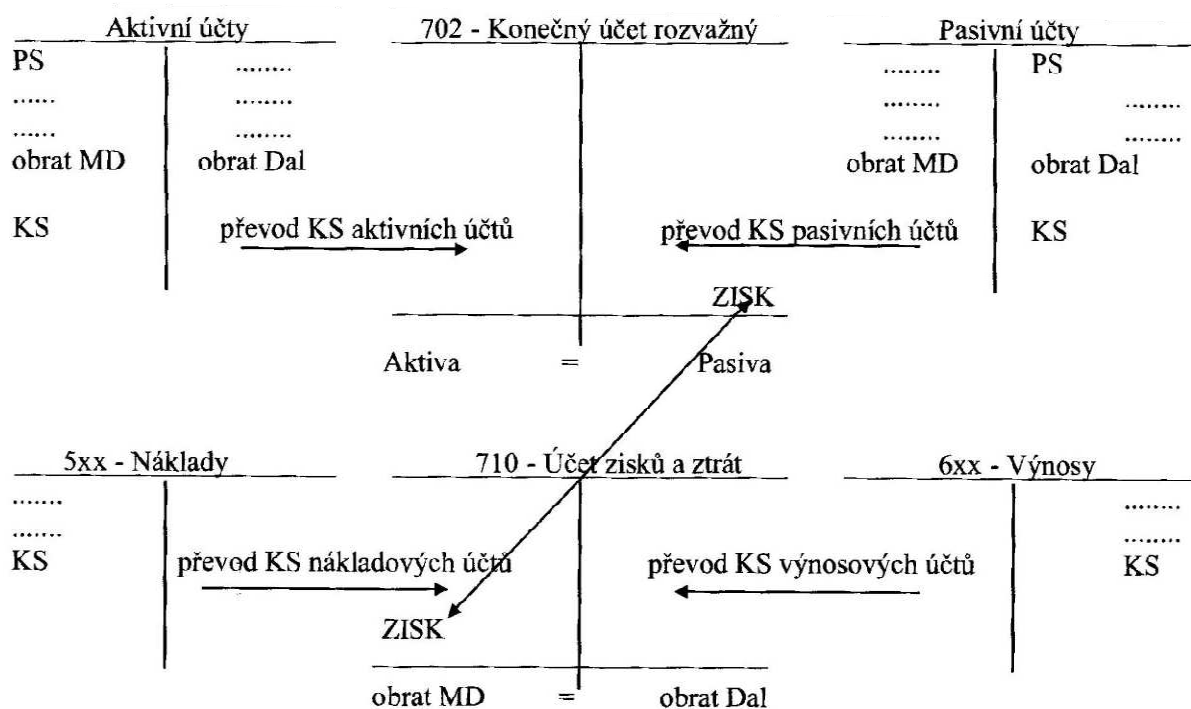 Aktivní účty 702 - Konečný účet rozvažný Pasivní účty
PS ........ ........ PS
...... ........ ........ ........
...... ........ ........ ........
obrat MD obrat Dal obrat MD obrat Dal
KS převod KS aktivních účtů převod KS pasivních účtů KS
ZISK
Aktiva = Pasiva
5xx - Náklady 710 - Účet zisků a ztrát 6xx - Výnosy
....... ........
....... ........
KS převod KS nákladových účtů převod KS výnosových účtů KS
ZISK
obrat MD = obrat Dal